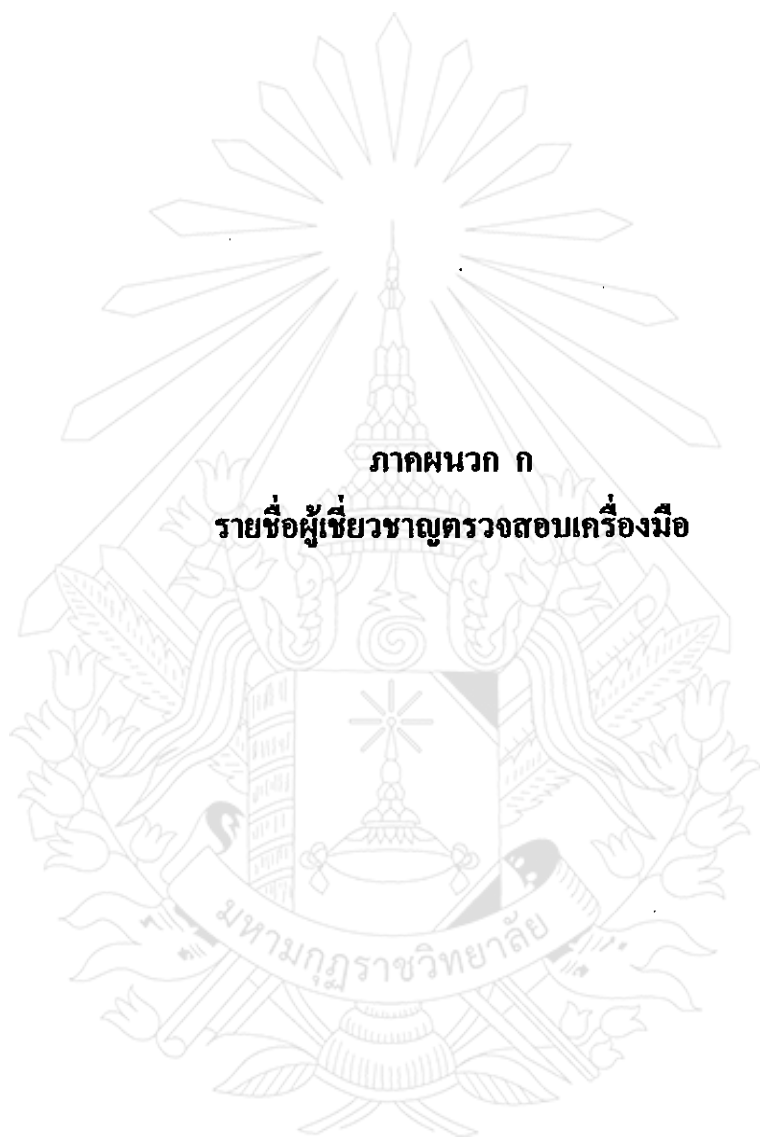 ภาคผนวก ก
รายชื่อผู้เชี่ยวชาญตรวจสอบเครื่องมือ
มหามกุฏราชวิทยาลัย